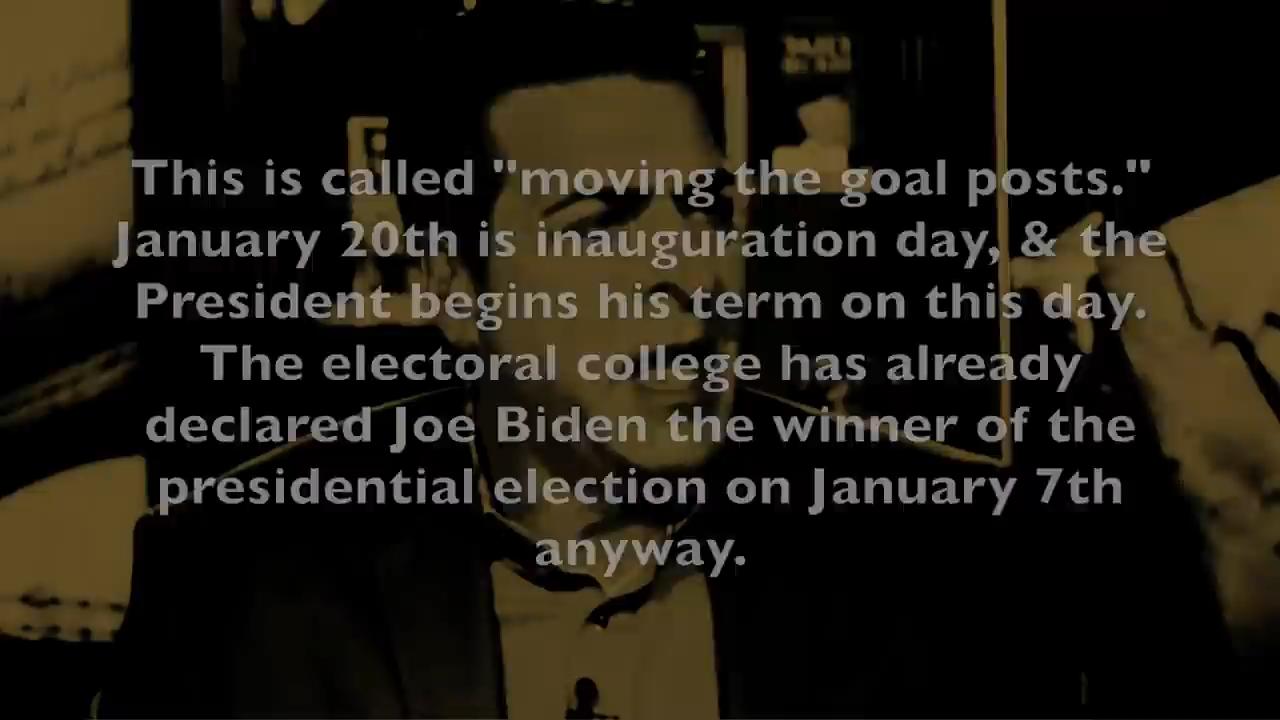 This is called "moving the goal posts."
January 20th is inauguration day, & the
President begins his term on this day.
The electoral college has already
declared Joe Biden the winner of the
presidential election on January 7th
anyway.